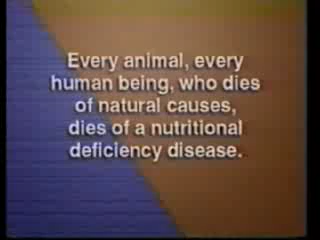 Every animal, every
human being, who dies
of natural causes,
dies of a nutritional
deficiency disease.